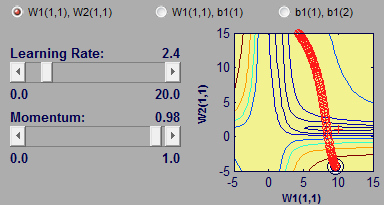 W1(1,1), W2(1,1) W1(1,1), b1(1) b1(1), b1(2)
Learning Rate: 2.4
0.0 20.0
Momentum: 0.98
0.0 1.0
15
10
5
0
-5
W2(1,1)
-5 0 5 10 15
W1(1,1)